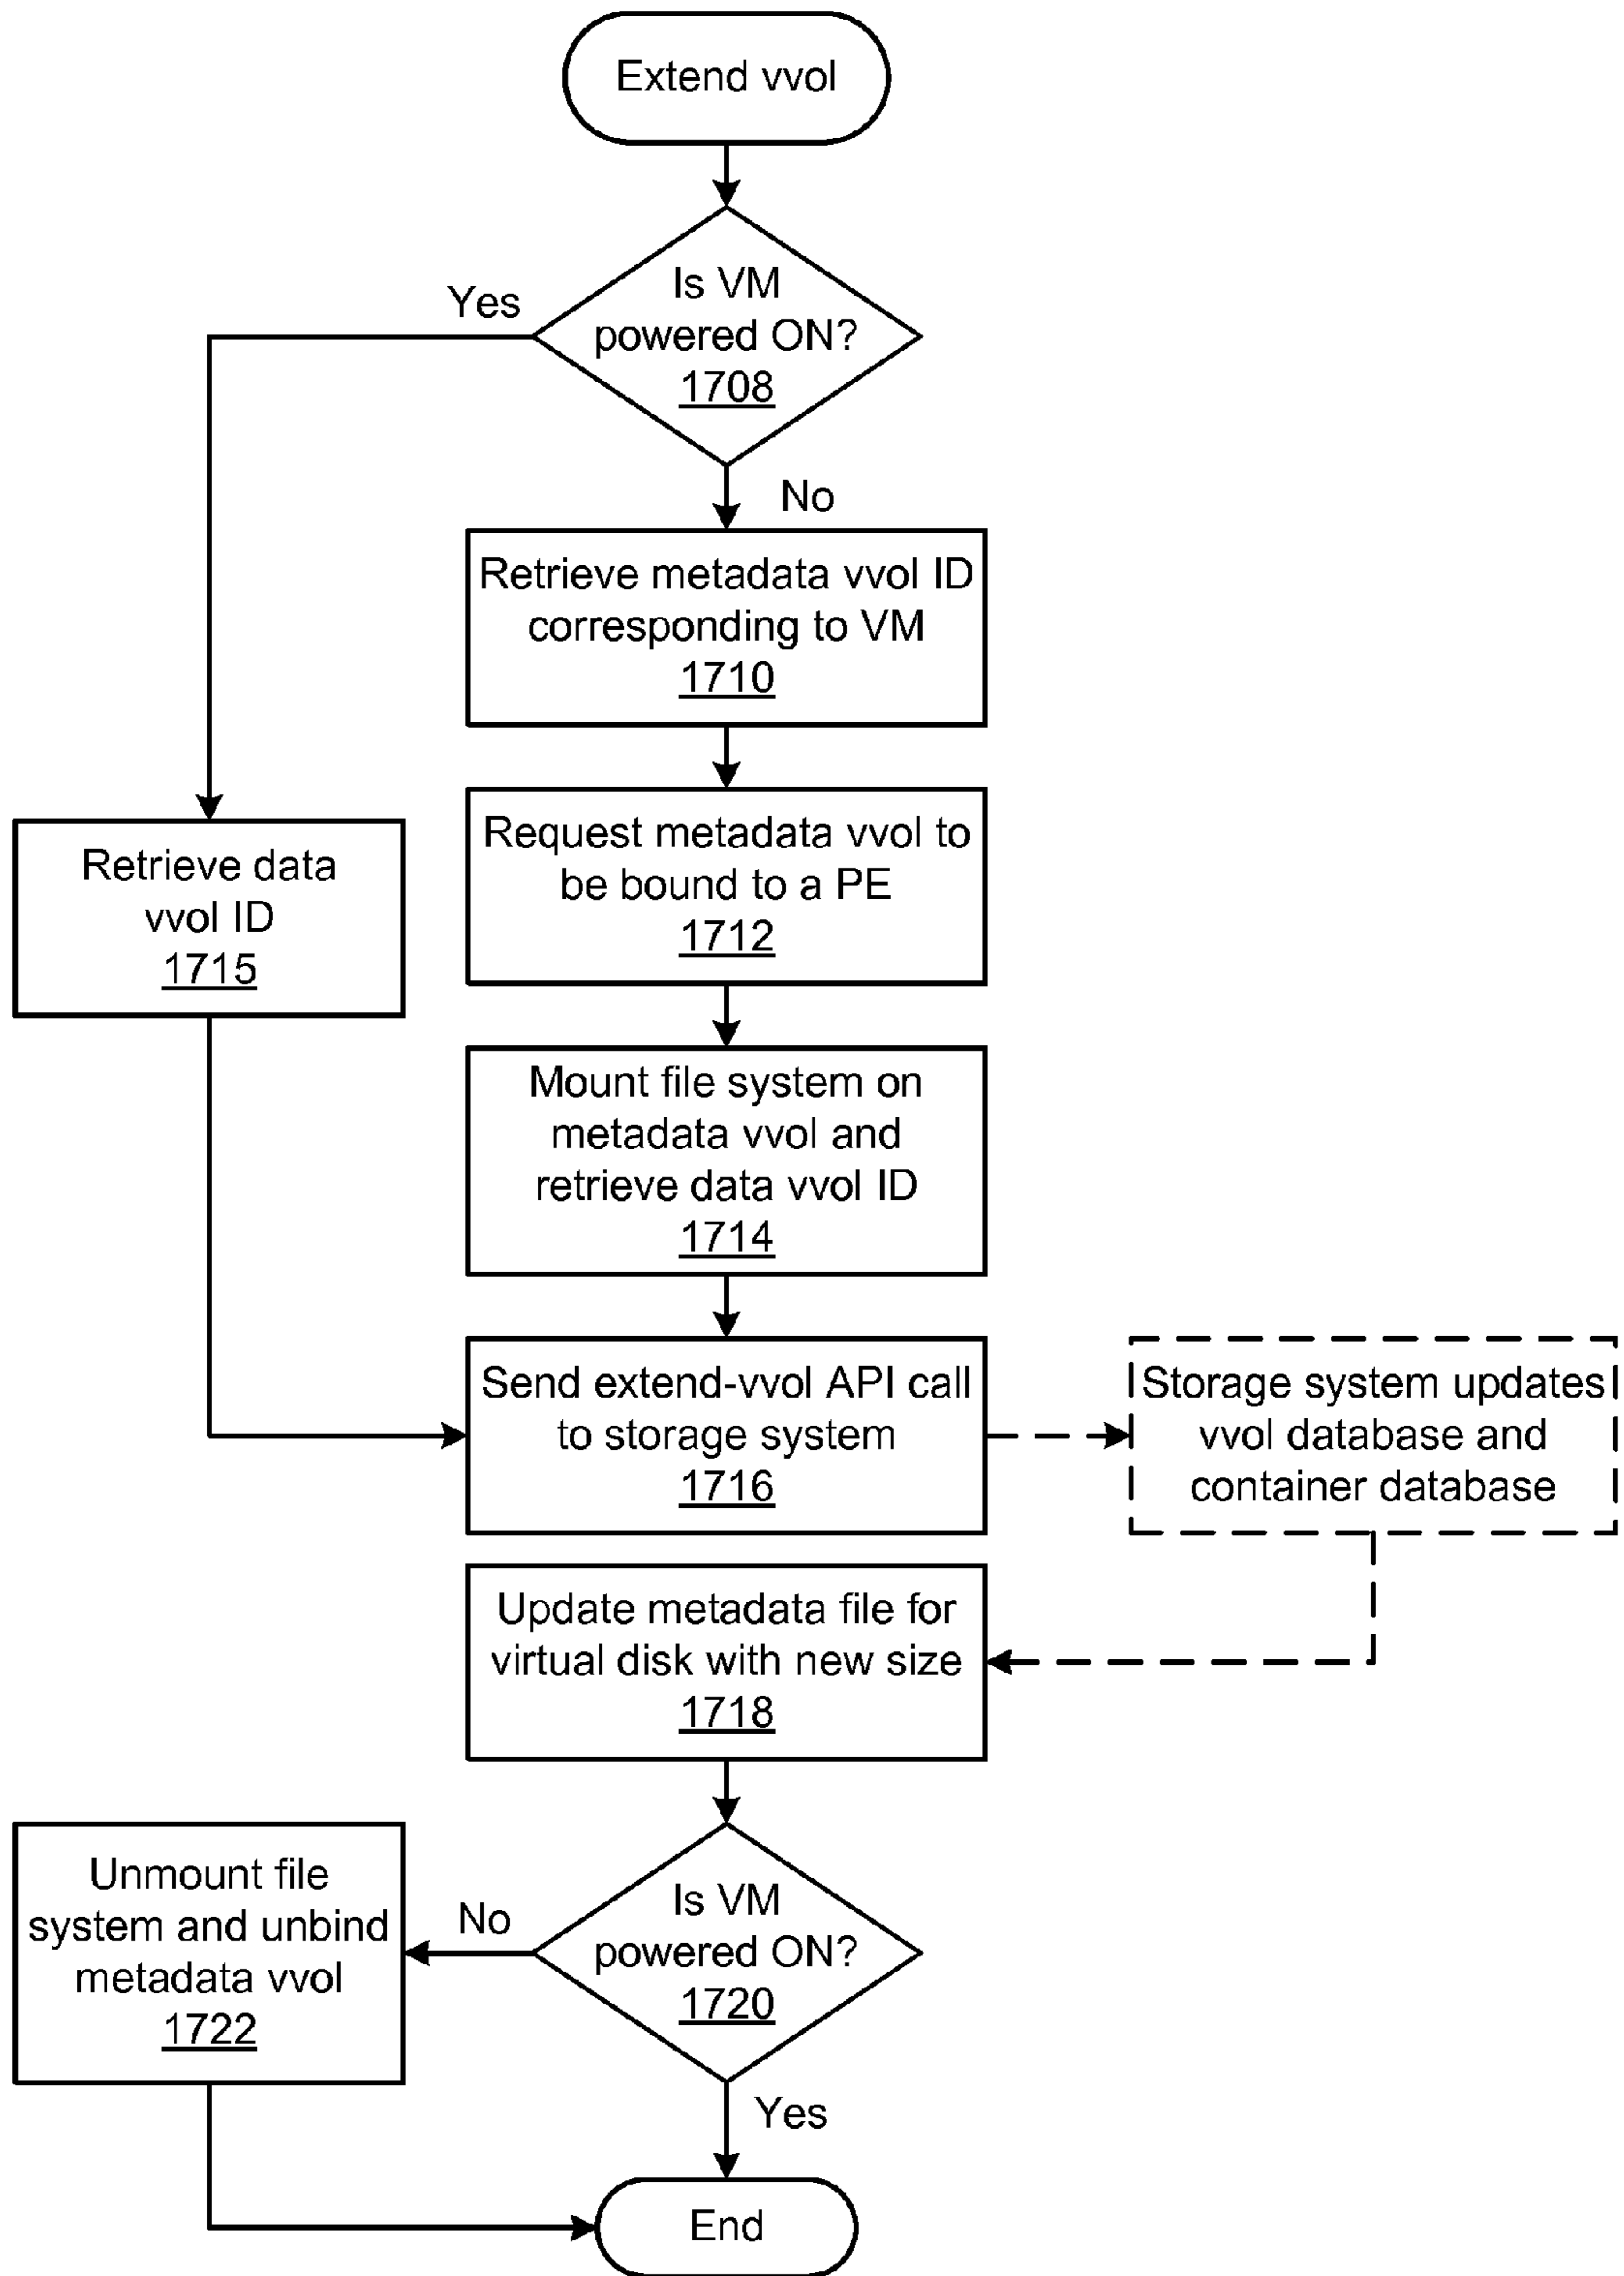 Extend vvol
Is VM
powered ON?
1708
Yes
No
Retrieve metadata vvol ID
corresponding to VM
1710
Request metadata vvol to
be bound to a PE
1712
Retrieve data
vvol ID
1715
Mount file system on
metadata vvol and
retrieve data vvol ID
1714
Send extend-vvol API call
to storage system
1716
Storage system updates
vvol database and
container database
Update metadata file for
virtual disk with new size
1718
Is VM
powered ON?
1720
No
Unmount file
system and unbind
metadata vvol
1722
Yes
End